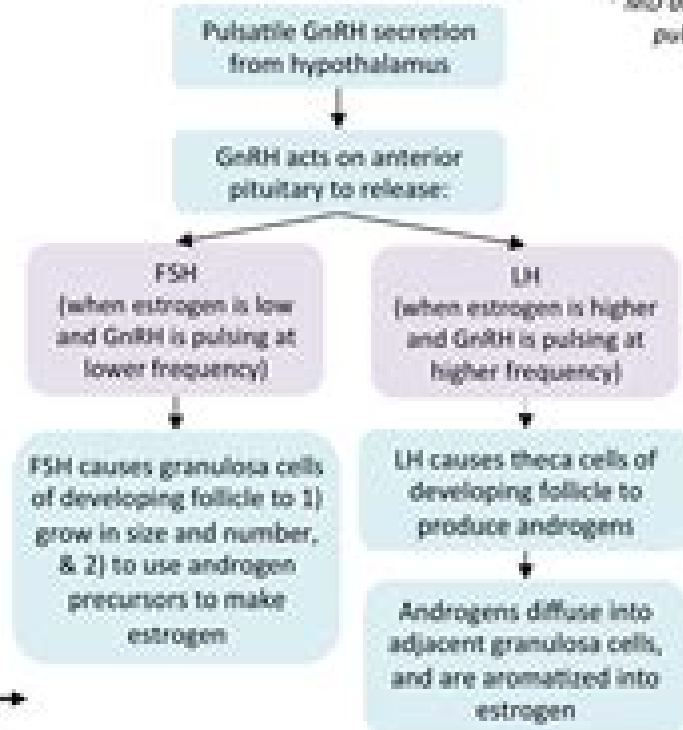 Pulsatile GnRH secretion
from hypothalamus
GnRH acts on anterior
pituitary to release:
FSH
(when estrogen is low
and GnRH is pulsing at
lower frequency)
LH
(when estrogen is higher
and GnRH is pulsing at
higher frequency)
FSH causes granulosa cells
of developing follicle to 1)
grow in size and number,
& 2) to use androgen
precursors to make
estrogen
LH causes theca cells of
developing follicle to
produce androgens
Androgens diffuse into
adjacent granulosa cells,
and are aromatized into
estrogen